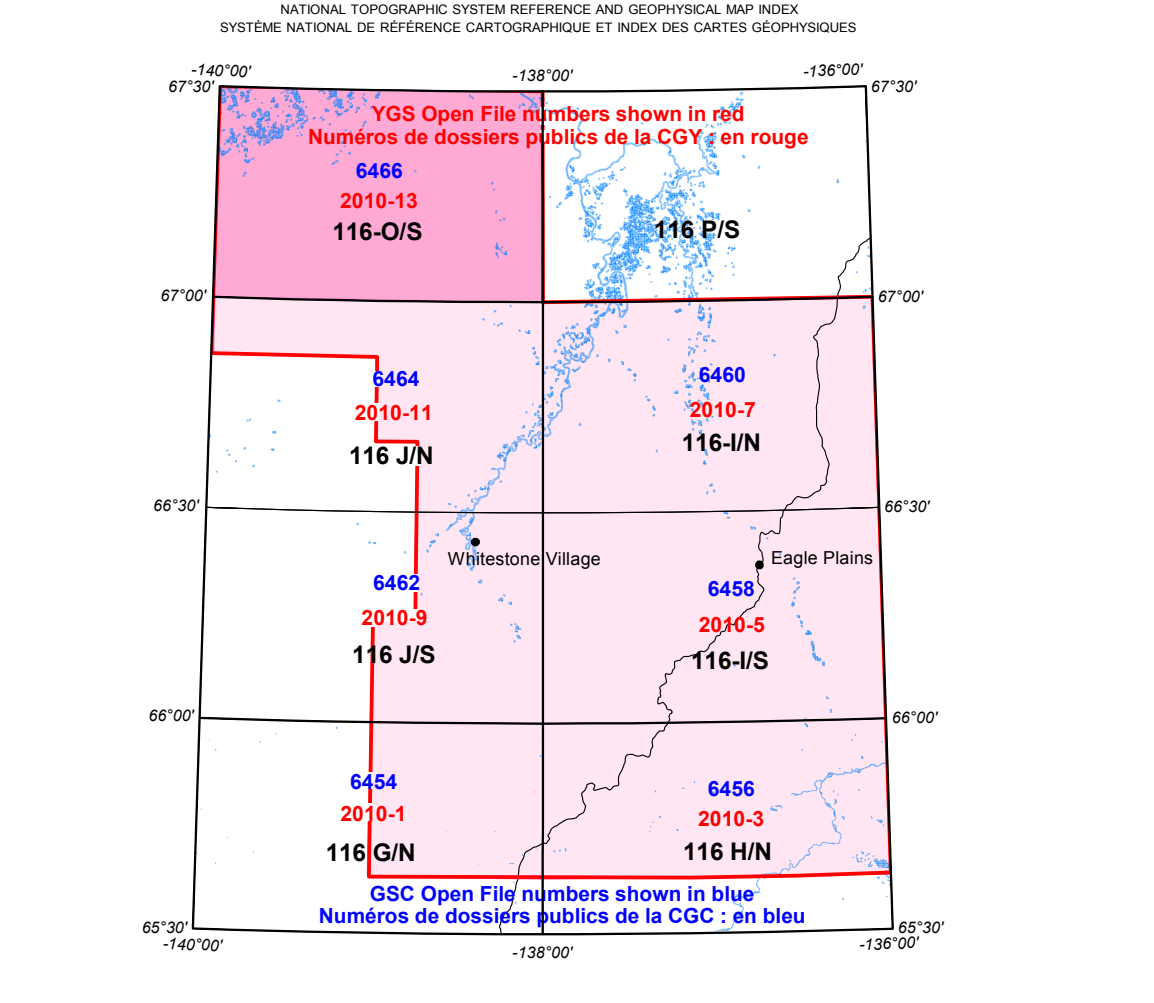 NATIONAL TOPOGRAPHIC SYSTEM REFERENCE AND GEOPHYSICAL MAP INDEX
SYSTÈME NATIONAL DE RÉFÉRENCE CARTOGRAPHIQUE ET INDEX DES CARTES GÉOPHYSIQUES
-140°00'
-138°00'
-136°00'
67°30'
67°30'
YGS Open File numbers shown in red
Numéros de dossiers publics de la CGY : en rouge
6466
2010-13
116-O/S
116 P/S
67°00'
67°00'
6464
2010-11
116 J/N
6460
2010-7
116-I/N
66°30'
66°30'
Whitestone Village
Eagle Plains
6462
2010-9
116 J/S
6458
2010-5
116-I/S
66°00'
66°00'
6454
2010-1
116 G/N
6456
2010-3
116 H/N
GSC Open File numbers shown in blue
Numéros de dossiers publics de la CGC : en bleu
65°30'
65°30'
-140°00'
-138°00'
-136°00'